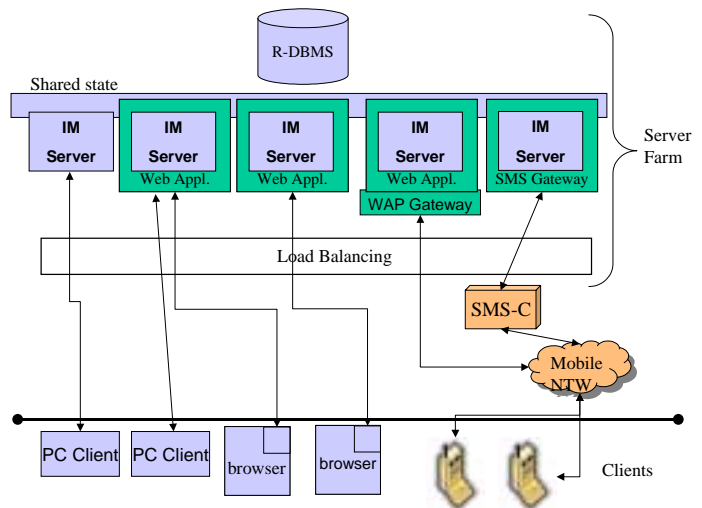 R-DBMS
Shared state
IM
Server
IM
Server
Web Appl.
IM
Server
Web Appl.
IM
Server
Web Appl.
WAP Gateway
IM
Server
SMS Gateway
Server
Farm
Load Balancing
SMS-C
Mobile
NTW
PC Client
PC Client
browser
browser
Clients